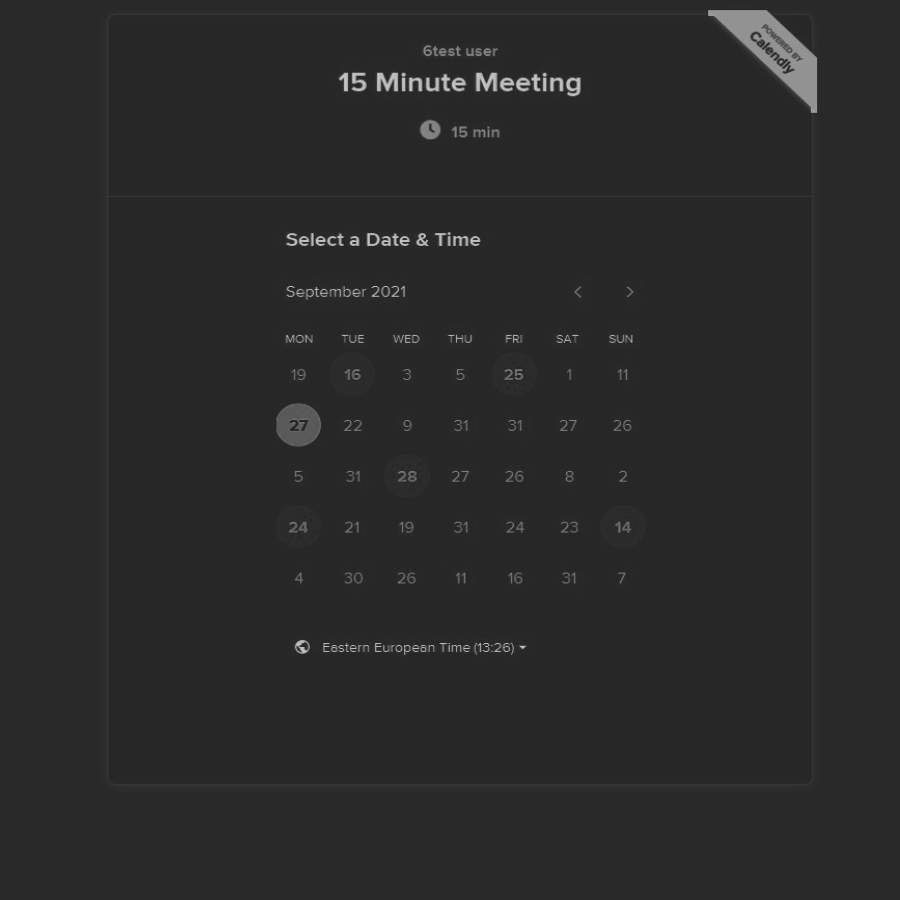 POWERED BY
Calendly
6test user
15 Minute Meeting
15 min
Select a Date & Time
September 2021
MON TUE WED THU FRI SAT SUN
19 16 3 5 25 1 11
27 22 9 31 31 27 26
5 31 28 27 26 8 2
24 21 19 31 24 23 14
4 30 26 11 16 31 7
Eastern European Time (13:26)